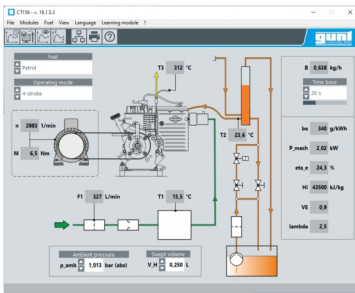 CT159 - v. 19.1.5.3
File Modules Fuel View Language Learning module ?
gunt
Fuel
Petrol
Operating mode
4-stroke
T3 312 °C
B 0,638 kg/h
Time base
20 s
n 2983 1/min
M 6,5 Nm
T2 23,6 °C
be 340 g/kWh
P_mech 2,02 kW
eta_e 24,3 %
Hi 43500 kJ/kg
VE 0,9
lambda 2,5
F1 327 L/min
T1 15,5 °C
Ambient pressure
p_amb 1,013 bar (abs)
Swept volume
V_H 0,250 L